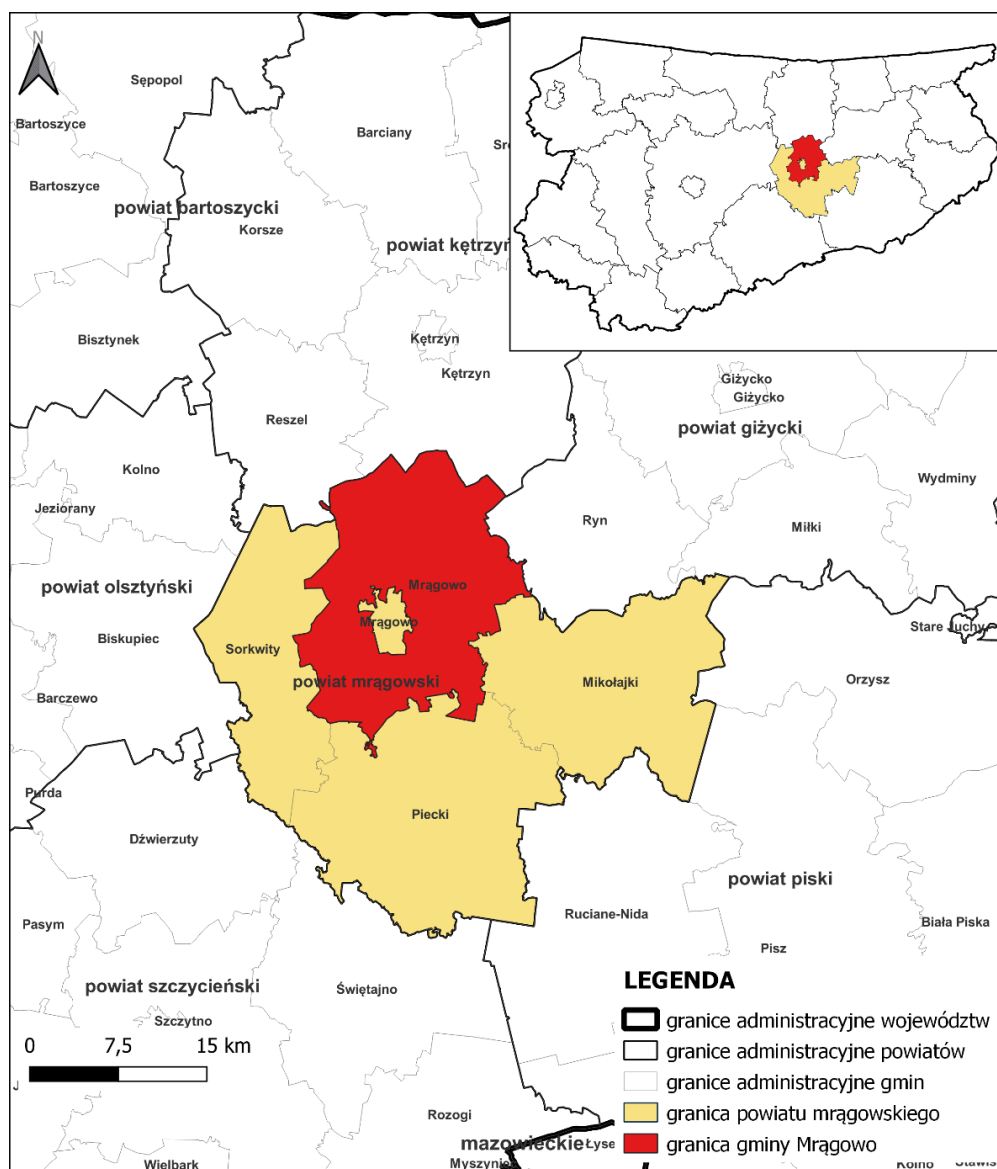 N
Sępopol
Bartoszyce
Barciany
Bartoszyce
powiat bartoszycki
Korsze
powiat kętrzyń
Bisztynek
Kętrzyn
Kętrzyn
Giżycko
Giżycko
Reszel
powiat giżycki
Kolno
Wydminy
Jeziorany
Ryn
Miłki
powiat olsztyński
Mrągowo
Mrągowo
Stare Juchy
Biskupiec
Sorkwity
powiat mrągowski
Mikołajki
Orzysz
Barczewo
Purda
Piecki
Dźwierzuty
powiat piski
Pasym
Ruciane-Nida
Biała Piska
Pisz
powiat szczycieński
Świętajno
Szczytno
LEGENDA
granice administracyjne województw
granice administracyjne powiatów
granice administracyjne gmin
granica powiatu mrągowskiego
granica gminy Mrągowo
0 7,5 15 km
Rozogi
mazowieckie
Łyse
Myszyniec
Wielbark